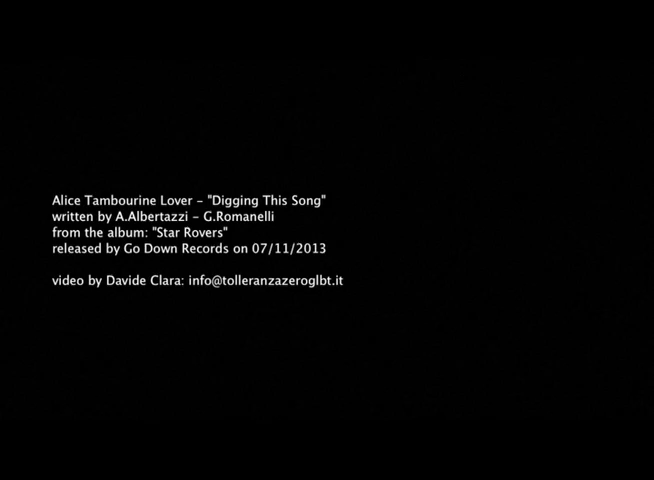 Alice Tambourine Lover - "Digging This Song"
written by A.Albertazzi - G.Romanelli
from the album: "Star Rovers"
released by Go Down Records on 07/11/2013
video by Davide Clara: info@tolleranzazeroglbt.it